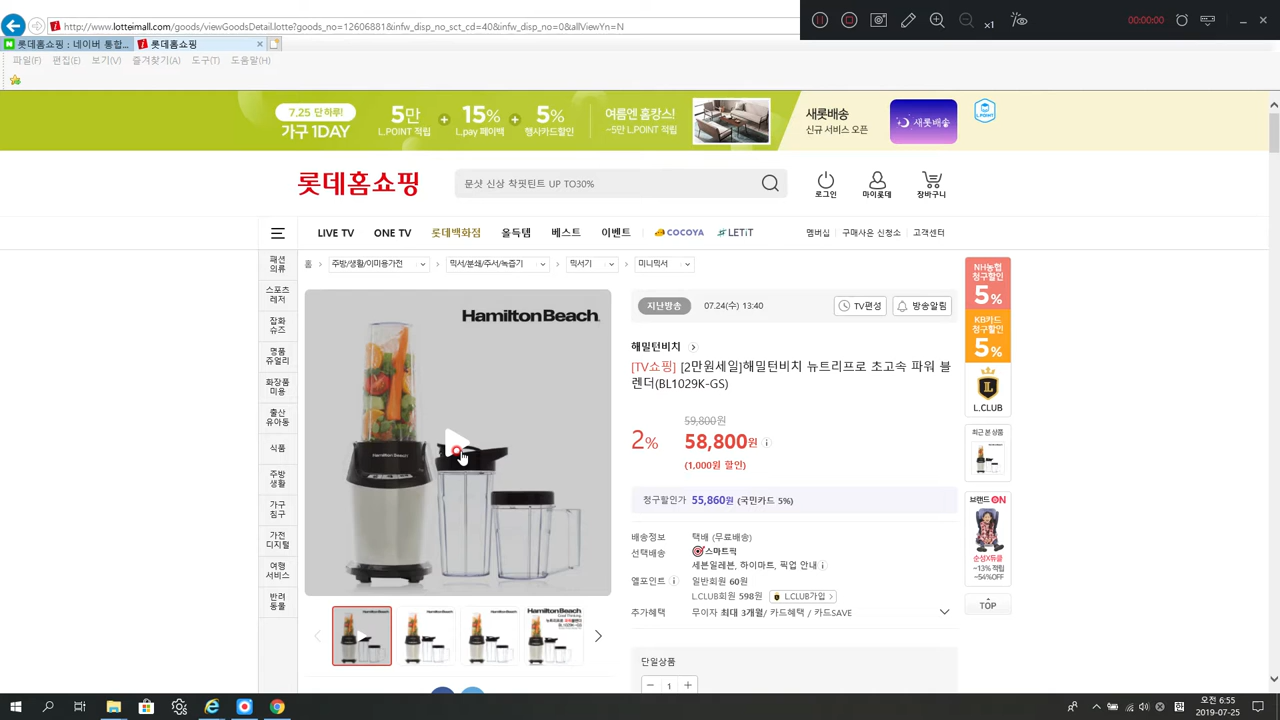 http://www.lotteimall.com/goods/viewGoodsDetail.lotte?goods_no=12606881&infw_disp_no_sct_cd=40&infw_disp_no=0&allViewYn=N
x1
00:00:00
롯데홈쇼핑 : 네이버 통합...
롯데홈쇼핑
파일(F) 편집(E) 보기(V) 즐겨찾기(A) 도구(T) 도움말(H)
7.25 단 하루!
가구 1DAY
5만
L.POINT 적립
15%
L.pay 페이백
5%
행사카드할인
여름엔 홈캉스!
~5만 L.POINT 적립
새롯배송
신규 서비스 오픈
새롯배송
L.POINT
롯데홈쇼핑
문샷 신상 착핏틴트 UP TO30%
로그인
마이롯데
장바구니
LIVE TV
ONE TV
롯데백화점
올득템
베스트
이벤트
COCOYA
LETiT
멤버십
구매사은 신청소
고객센터
패션
의류
스포츠
레저
잡화
슈즈
명품
쥬얼리
화장품
미용
출산
유아동
식품
주방
생활
가구
침구
가전
디지털
여행
서비스
반려
동물
홈 > 주방/생활/이미용가전 > 믹서/분쇄/주서/녹즙기 > 믹서기 > 미니믹서
Hamilton Beach.
Hamilton Beach
지난방송 07.24(수) 13:40 TV편성 방송알림
해밀턴비치
[TV쇼핑] [2만원세일]해밀턴비치 뉴트리프로 초고속 파워 블
렌더(BL1029K-GS)
59,800원
2% 58,800원
(1,000원 할인)
청구할인가 55,860원 (국민카드 5%)
배송정보 택배 (무료배송)
선택배송 스마트픽
세븐일레븐, 하이마트, 픽업 안내
엘포인트 일반회원 60원
L.CLUB회원 598원 L.CLUB가입
추가혜택 무이자 최대 3개월/ 카드혜택 / 카드SAVE
단일상품
1
NH농협
청구할인
5%
KB카드
청구할인
5%
L
L.CLUB
최근 본 상품
브랜드ON
순성X듀클
~13% 적립
~54%OFF
TOP
HamiltonBeach
오전 6:55
2019-07-25